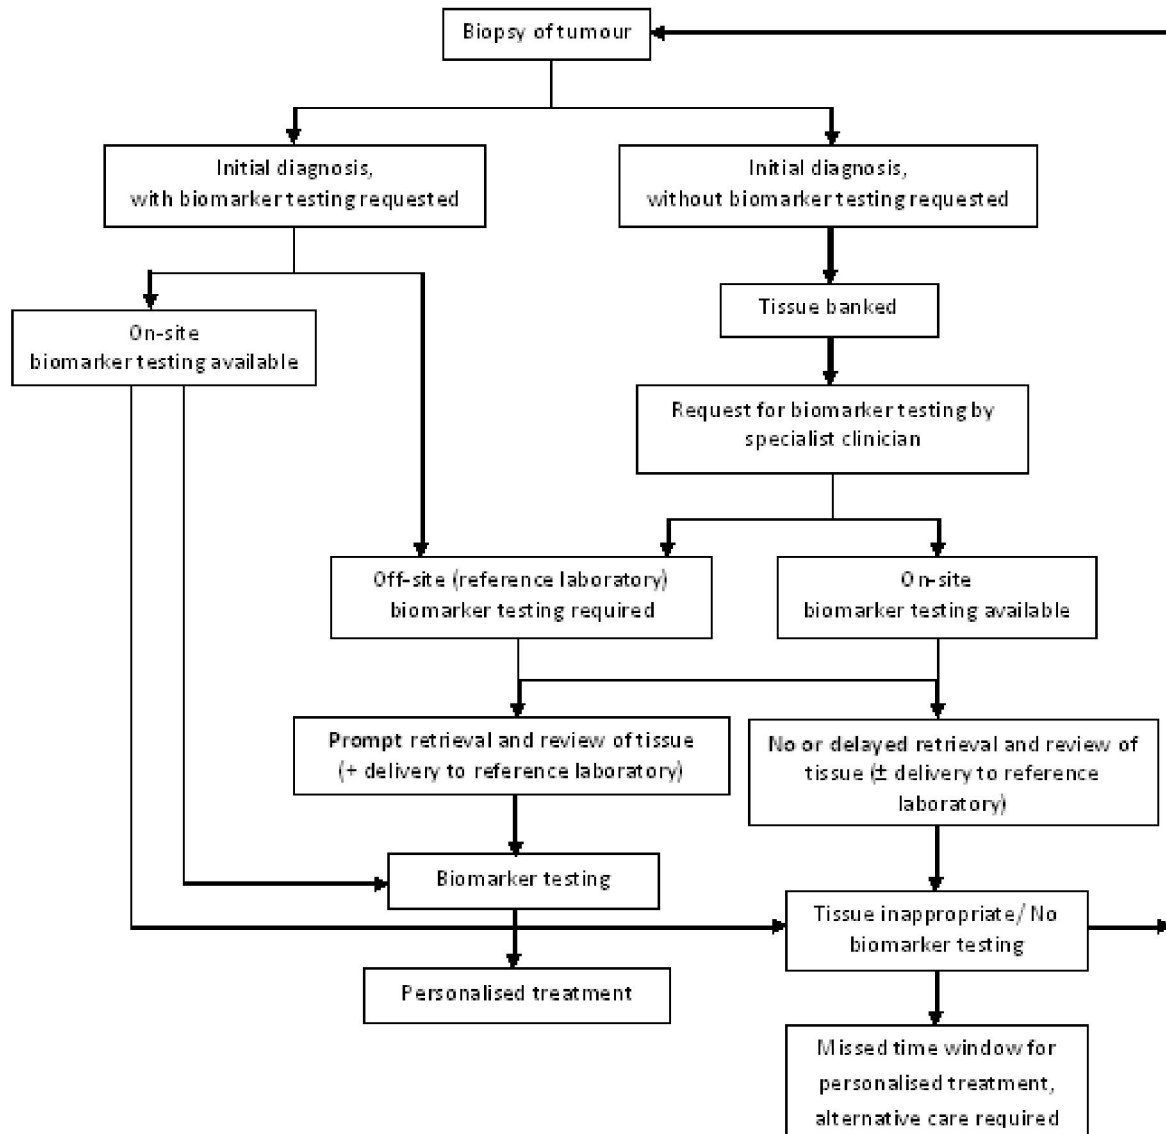 Biopsy of tumour
Initial diagnosis,
with biomarker testing requested
Initial diagnosis,
without biomarker testing requested
Tissue banked
On-site
biomarker testing available
Request for biomarker testing by
specialist clinician
Off-site (reference laboratory)
biomarker testing required
On-site
biomarker testing available
Prompt retrieval and review of tissue
(+ delivery to reference laboratory)
No or delayed retrieval and review of
tissue (± delivery to reference
laboratory)
Biomarker testing
Tissue inappropriate/ No
biomarker testing
Personalised treatment
Missed time window for
personalised treatment,
alternative care required